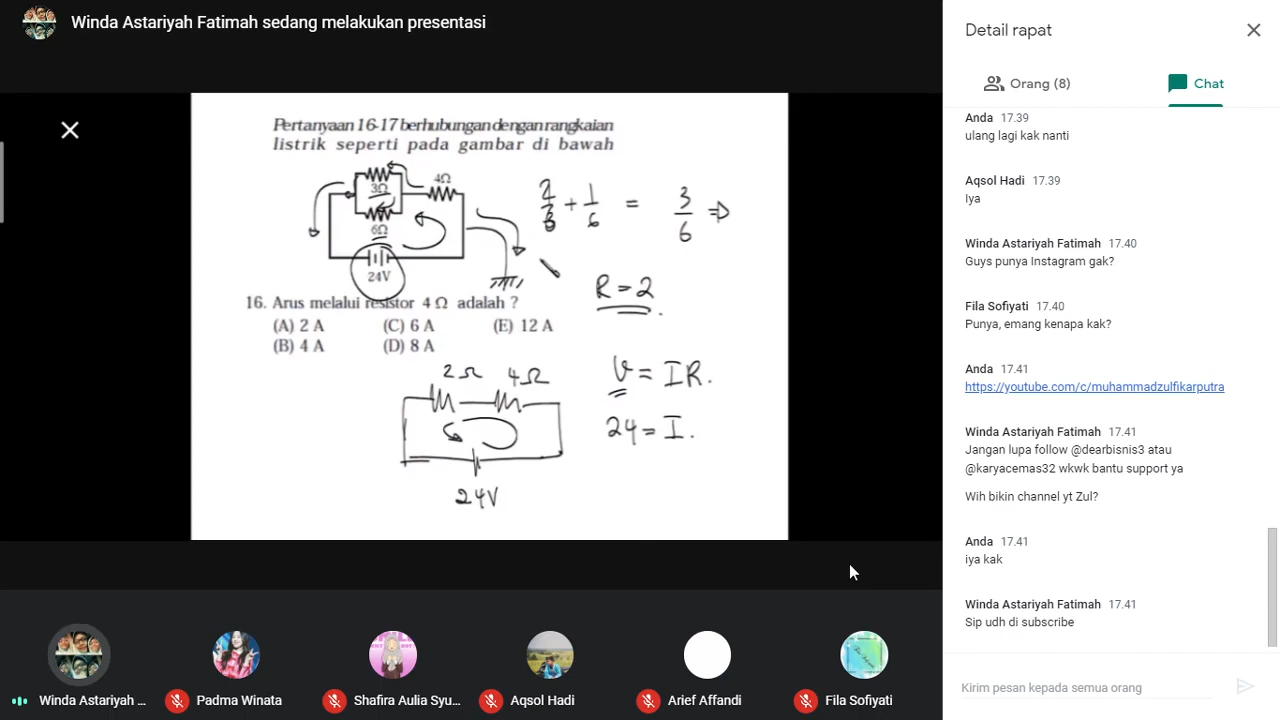 Winda Astariyah Fatimah sedang melakukan presentasi
Pertanyaan 16-17 berhubungan dengan rangkaian
listrik seperti pada gambar di bawah
3Ω
4Ω
6Ω
24V
2/3 + 1/6 = 3/6 ⇒
R = 2
16. Arus melalui resistor 4 Ω adalah ?
(A) 2 A (C) 6 A (E) 12 A
(B) 4 A (D) 8 A
2Ω 4Ω
24V
V = IR.
24 = I.
Winda Astariyah ...
Padma Winata
Shafira Aulia Syu...
Aqsol Hadi
Arief Affandi
Fila Sofiyati
Detail rapat
Orang (8)
Chat
Anda 17.39
ulang lagi kak nanti
Aqsol Hadi 17.39
Iya
Winda Astariyah Fatimah 17.40
Guys punya Instagram gak?
Fila Sofiyati 17.40
Punya, emang kenapa kak?
Anda 17.41
https://youtube.com/c/muhammadzulfikarputra
Winda Astariyah Fatimah 17.41
Jangan lupa follow @dearbisnis3 atau
@karyacemas32 wkwk bantu support ya
Wih bikin channel yt Zul?
Anda 17.41
iya kak
Winda Astariyah Fatimah 17.41
Sip udh di subscribe
Kirim pesan kepada semua orang